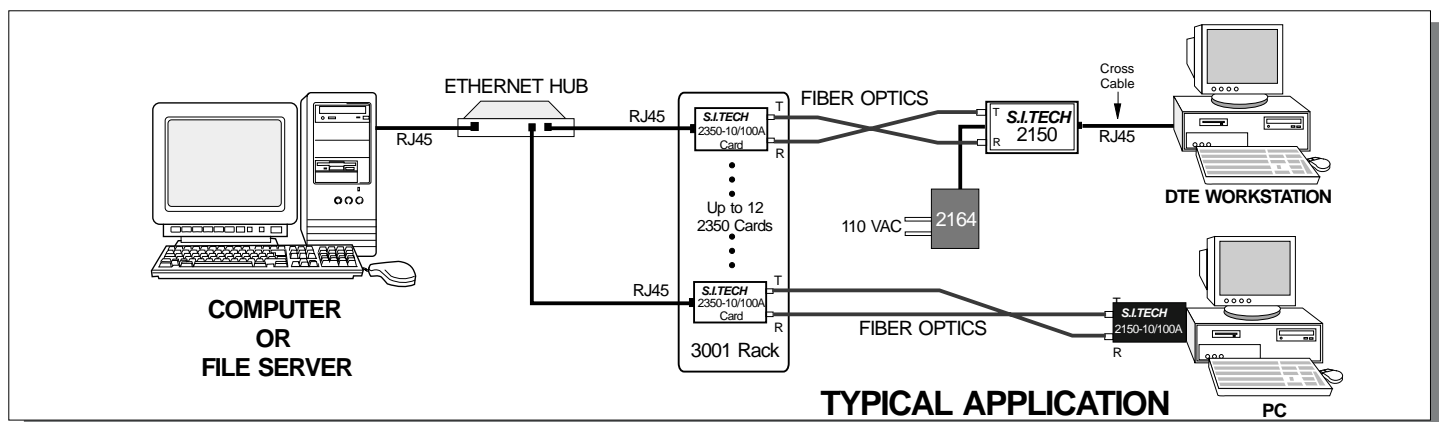 COMPUTER
OR
FILE SERVER
RJ45
ETHERNET HUB
RJ45
RJ45
S.I.TECH
2350-10/100A
Card
T
R
Up to 12
2350 Cards
S.I.TECH
2350-10/100A
Card
T
R
3001 Rack
FIBER OPTICS
FIBER OPTICS
T
R
S.I.TECH
2150
110 VAC
2164
Cross
Cable
RJ45
DTE WORKSTATION
T
R
S.I.TECH
2150-10/100A
PC
TYPICAL APPLICATION